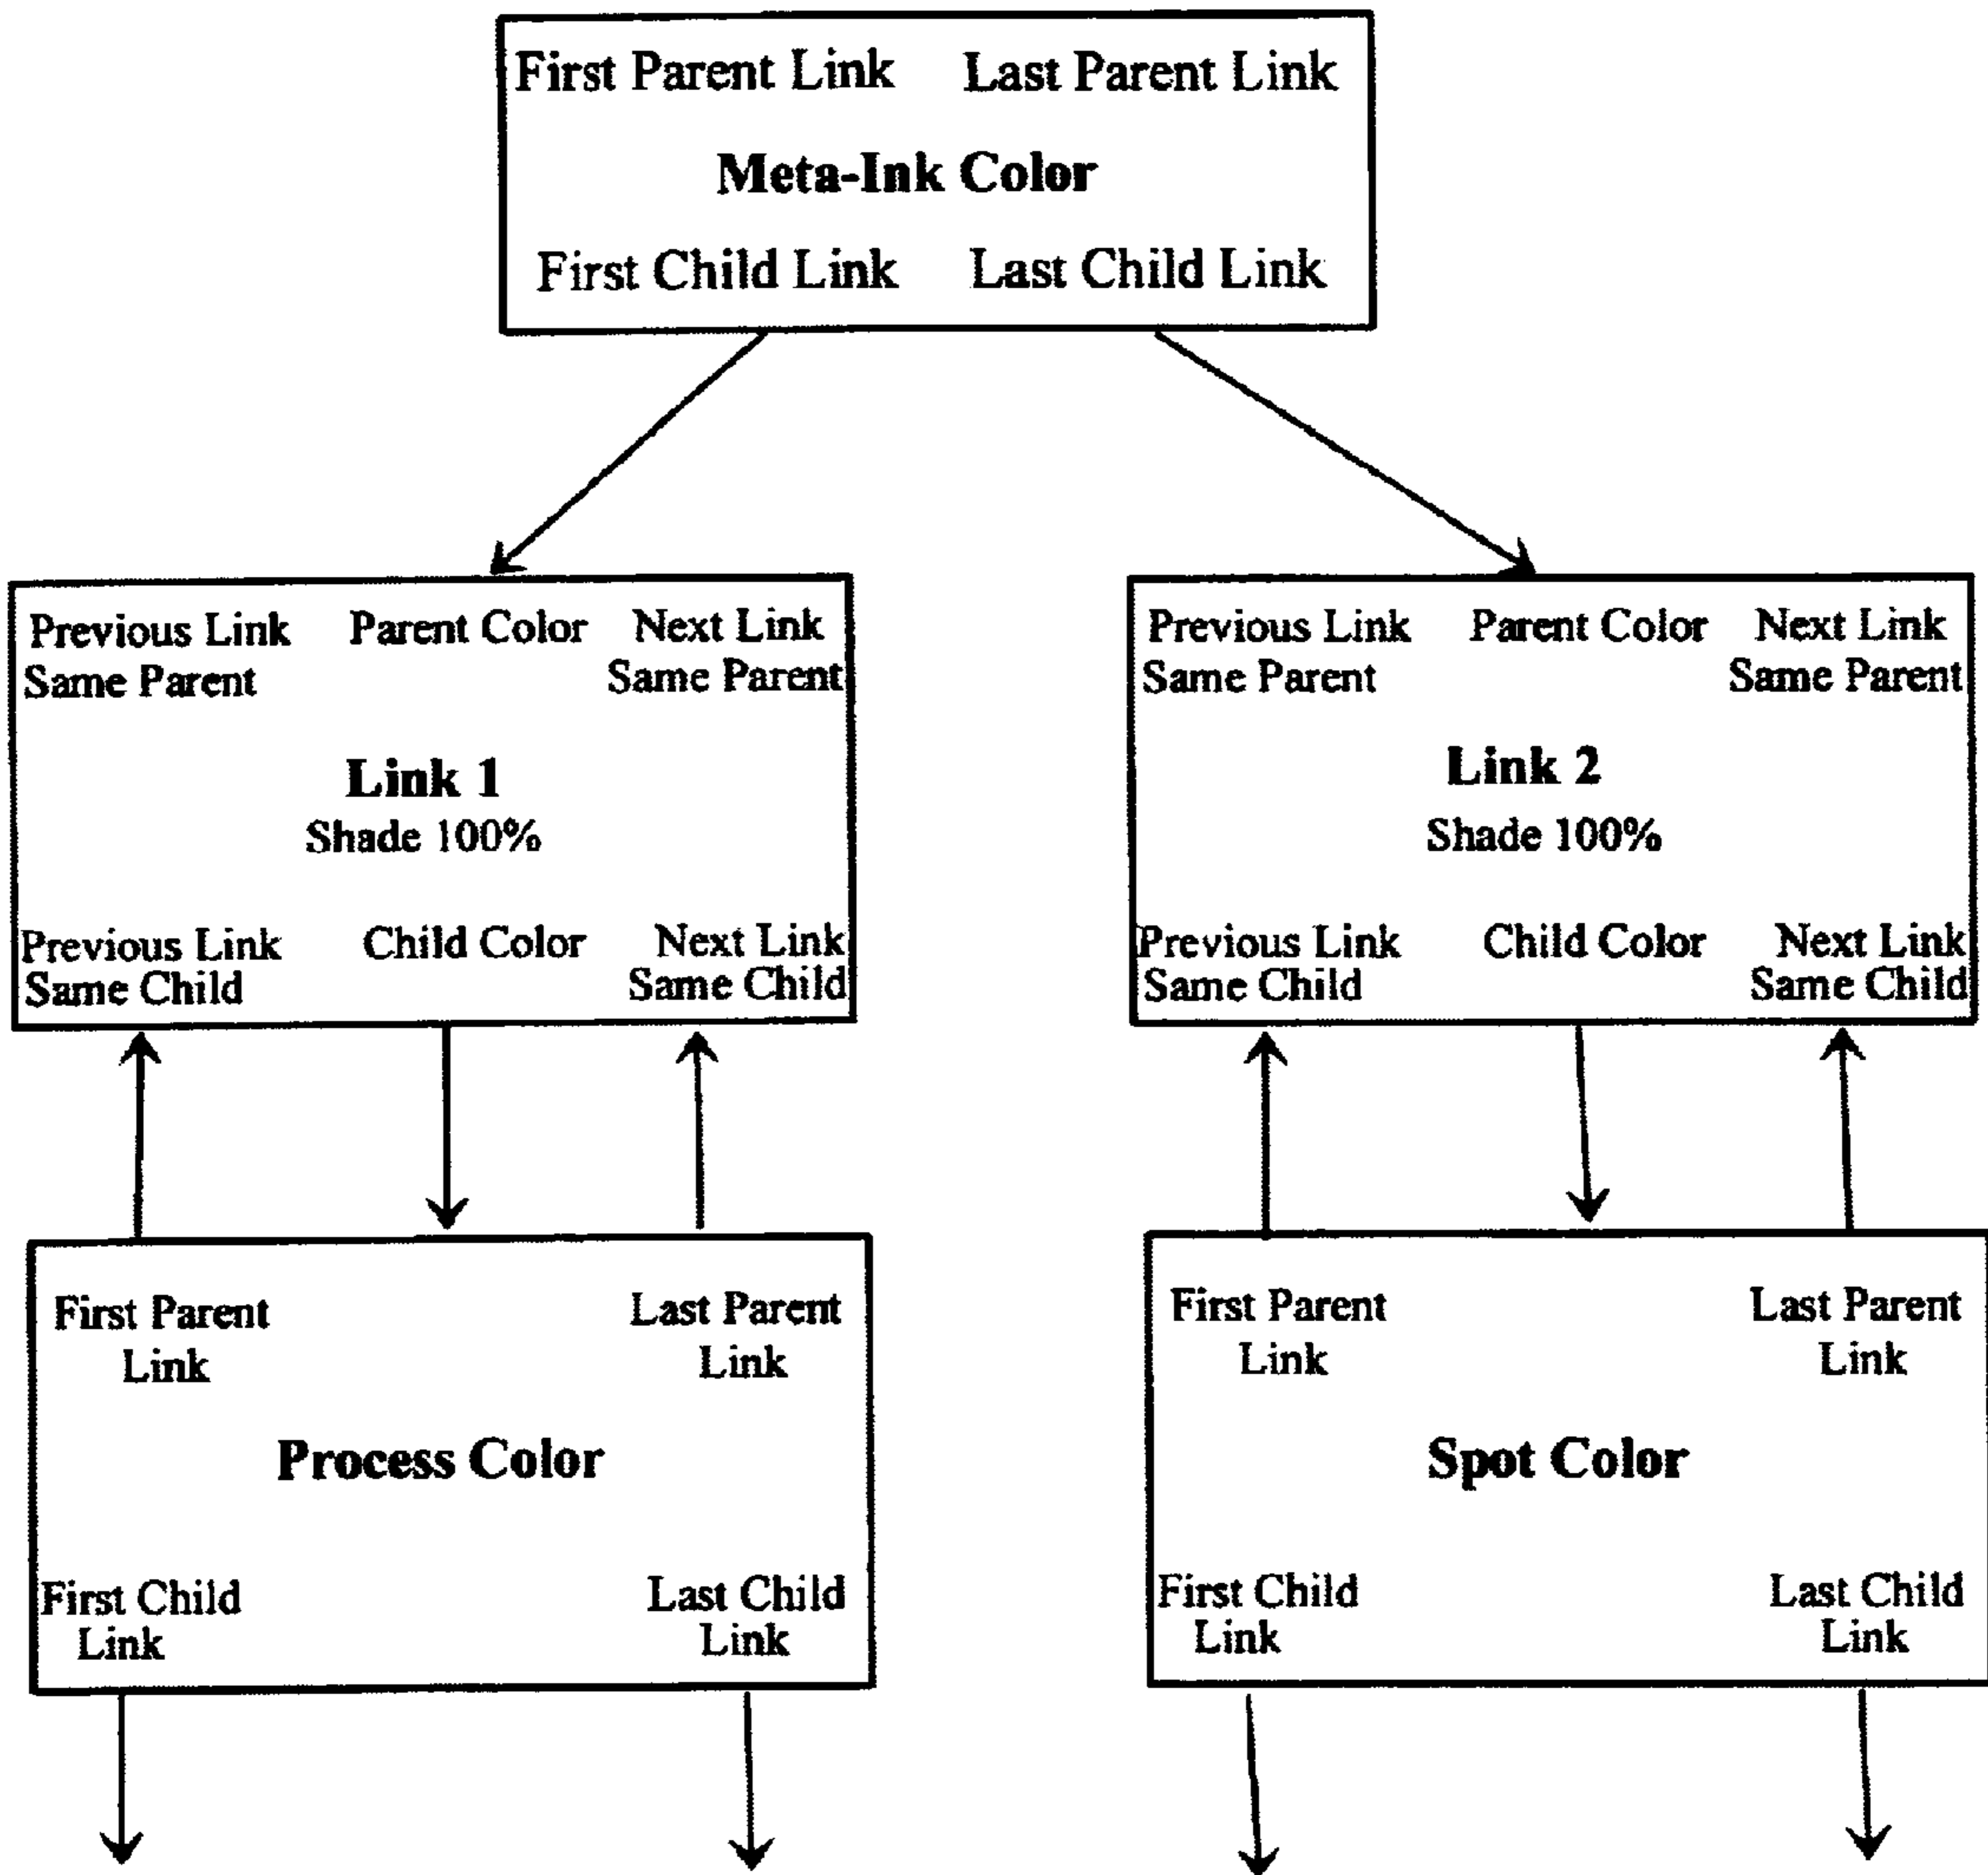 First Parent Link Last Parent Link
Meta-Ink Color
First Child Link Last Child Link
Previous Link Parent Color Next Link
Same Parent Same Parent
Link 1
Shade 100%
Previous Link Child Color Next Link
Same Child Same Child
Previous Link Parent Color Next Link
Same Parent Same Parent
Link 2
Shade 100%
Previous Link Child Color Next Link
Same Child Same Child
First Parent Last Parent
Link Link
Process Color
First Child Last Child
Link Link
First Parent Last Parent
Link Link
Spot Color
First Child Last Child
Link Link